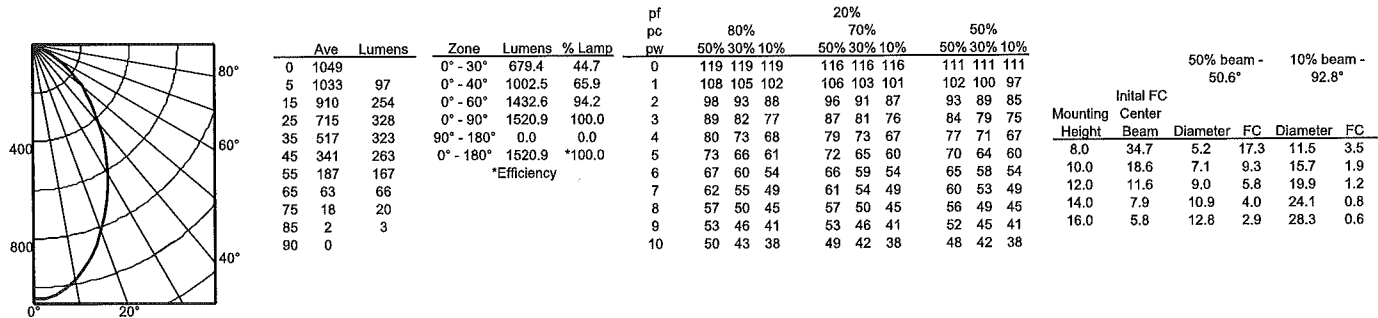 80°
60°
40°
20°
0°
400
800
Ave Lumens
0 1049
5 1033 97
15 910 254
25 715 328
35 517 323
45 341 263
55 187 167
65 63 66
75 18 20
85 2 3
90 0
Zone Lumens % Lamp
0° - 30° 679.4 44.7
0° - 40° 1002.5 65.9
0° - 60° 1432.6 94.2
0° - 90° 1520.9 100.0
90° - 180° 0.0 0.0
0° - 180° 1520.9 *100.0
*Efficiency
pf 20%
pc 80% 70% 50%
pw 50% 30% 10% 50% 30% 10% 50% 30% 10%
0 119 119 119 116 116 116 111 111 111
1 108 105 102 106 103 101 102 100 97
2 98 93 88 96 91 87 93 89 85
3 89 82 77 87 81 76 84 79 75
4 80 73 68 79 73 67 77 71 67
5 73 66 61 72 65 60 70 64 60
6 67 60 54 66 59 54 65 58 54
7 62 55 49 61 54 49 60 53 49
8 57 50 45 57 50 45 56 49 45
9 53 46 41 53 46 41 52 45 41
10 50 43 38 49 42 38 48 42 38
50% beam - 10% beam -
50.6° 92.8°
Inital FC
Mounting Center
Height Beam Diameter FC Diameter FC
8.0 34.7 5.2 17.3 11.5 3.5
10.0 18.6 7.1 9.3 15.7 1.9
12.0 11.6 9.0 5.8 19.9 1.2
14.0 7.9 10.9 4.0 24.1 0.8
16.0 5.8 12.8 2.9 28.3 0.6